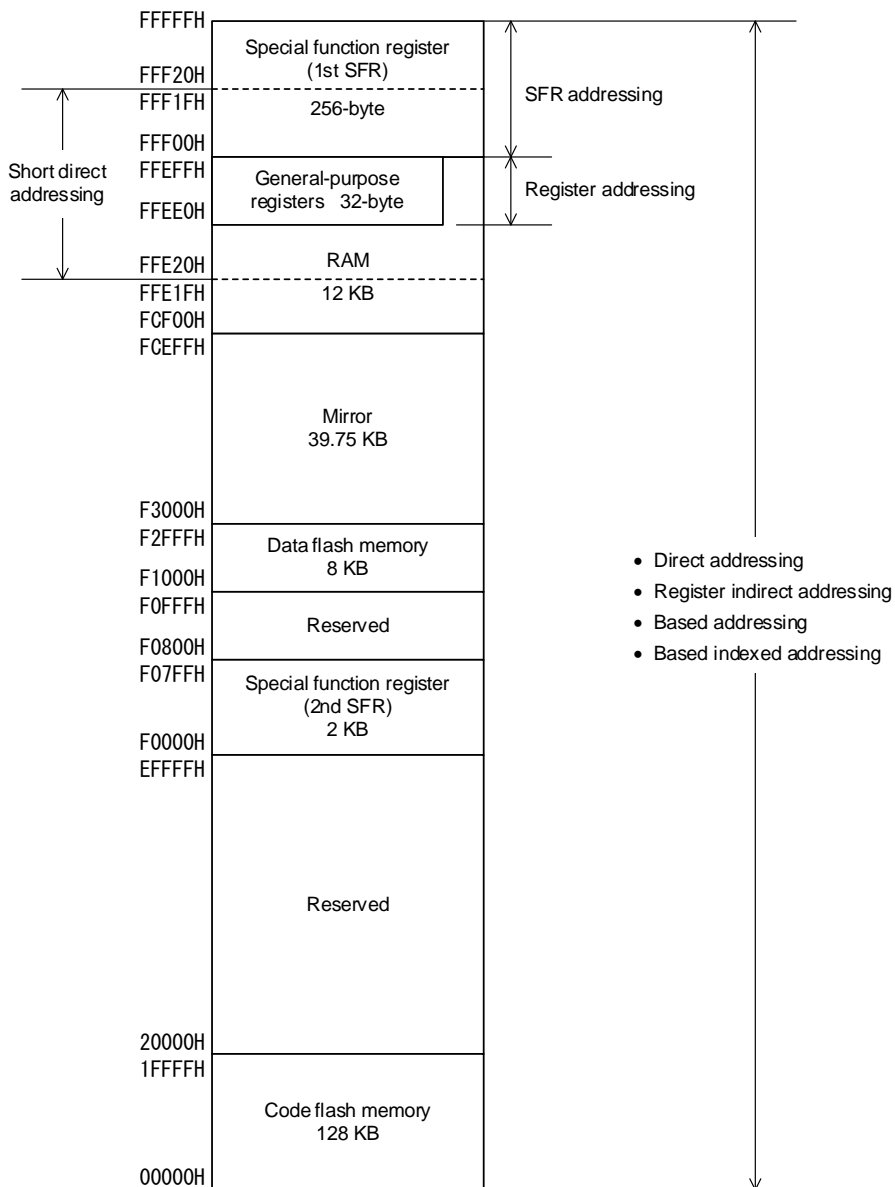 FFFFFH
Special function register
(1st SFR)
256-byte
FFF20H
FFF1FH
FFF00H
SFR addressing
FFEFFH
General-purpose
registers 32-byte
FFEE0H
Register addressing
Short direct
addressing
FFE20H
RAM
12 KB
FFE1FH
FCF00H
FCEFFH
Mirror
39.75 KB
F3000H
F2FFFH
Data flash memory
8 KB
F1000H
F0FFFH
Reserved
F0800H
F07FFH
Special function register
(2nd SFR)
2 KB
F0000H
EFFFFH
• Direct addressing
• Register indirect addressing
• Based addressing
• Based indexed addressing
Reserved
20000H
1FFFFH
Code flash memory
128 KB
00000H